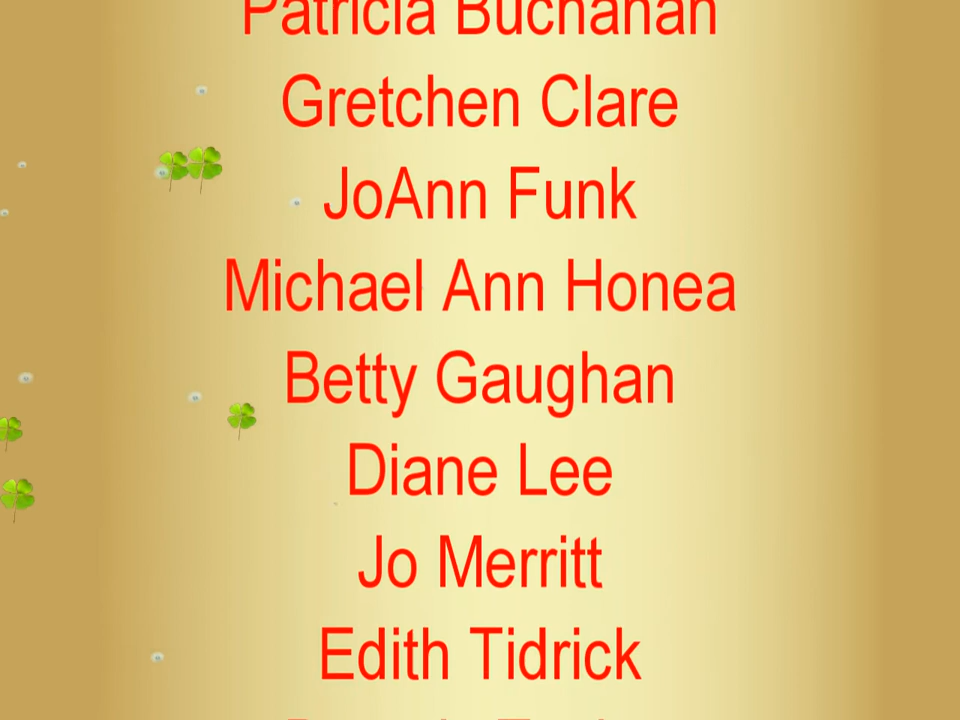 Patricia Buchanan
Gretchen Clare
JoAnn Funk
Michael Ann Honea
Betty Gaughan
Diane Lee
Jo Merritt
Edith Tidrick